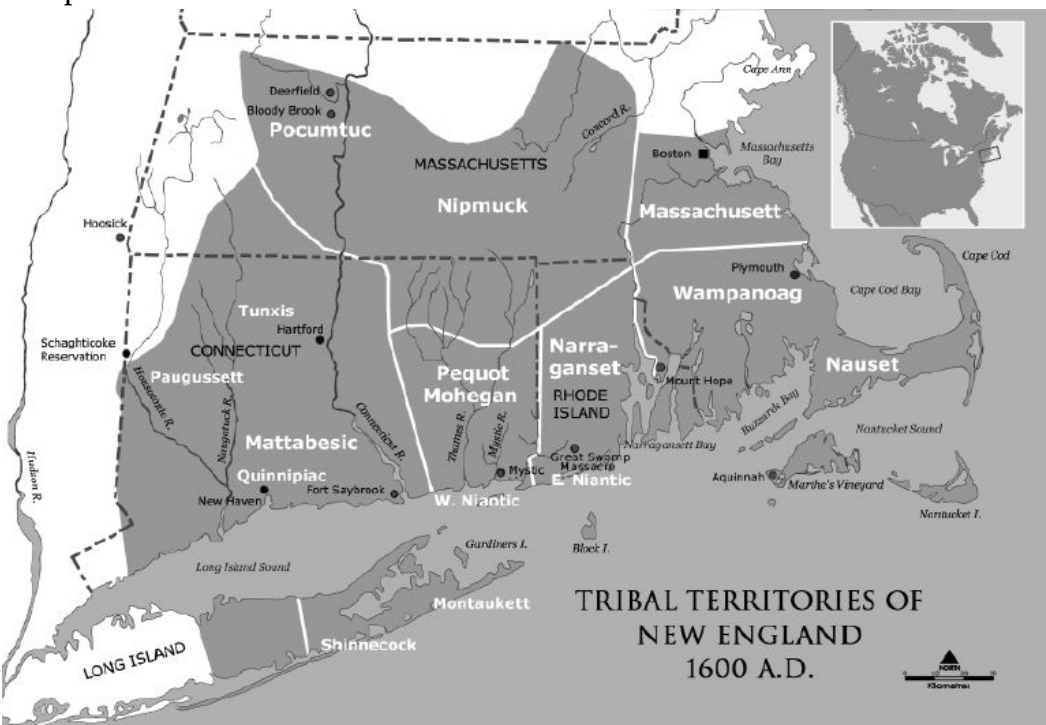 Cape Ann
Deerfield
Bloody Brook
Pocumtuc
Concord R.
MASSACHUSETTS
Boston
Massachusetts
Bay
Nipmuck
Massachusett
Hoosick
Cape Cod
Plymouth
Wampanoag
Cape Cod Bay
Tunxis
Hartford
Schaghticoke
Reservation
CONNECTICUT
Narra-
ganset
Nauset
Paugussett
Pequot
Mohegan
Mount Hope
RHODE
ISLAND
Housatonic R.
Naugatuck R.
Connecticut R.
Thames R.
Mystic R.
Buzzards Bay
Nantucket Sound
Mattabesic
Narragansett Bay
Great Swamp
Massacre
Hudson R.
Quinnipiac
Mystic
E. Niantic
Aquinnah
Martha's Vineyard
New Haven
Fort Saybrook
W. Niantic
Nantucket I.
Gardiners I.
Block I.
Long Island Sound
Montaukett
TRIBAL TERRITORIES OF
NEW ENGLAND
1600 A.D.
Shinnecock
LONG ISLAND
NORTH
0 10 20 30
Kilometres